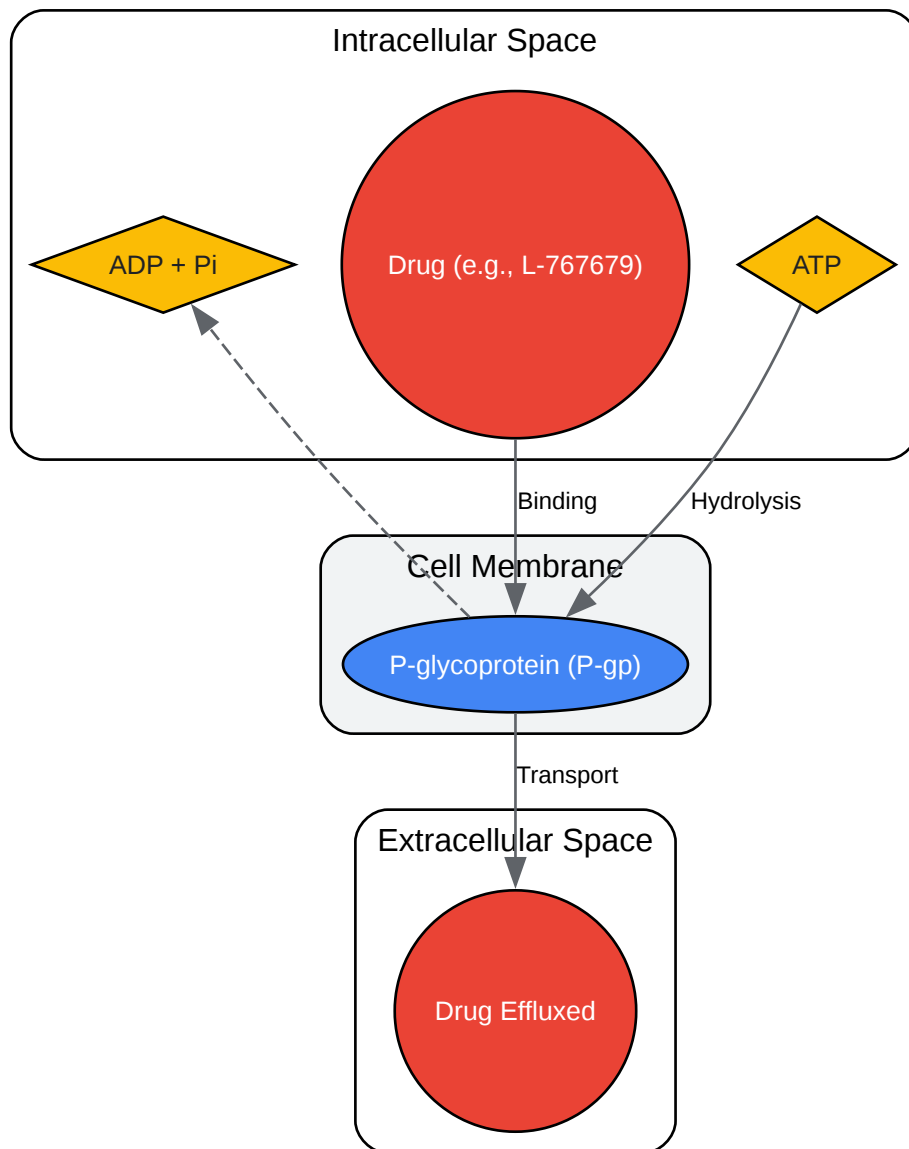 Intracellular Space
ADP + Pi
Drug (e.g., L-767679)
ATP
Binding
Hydrolysis
Cell Membrane
P-glycoprotein (P-gp)
Transport
Extracellular Space
Drug Effluxed